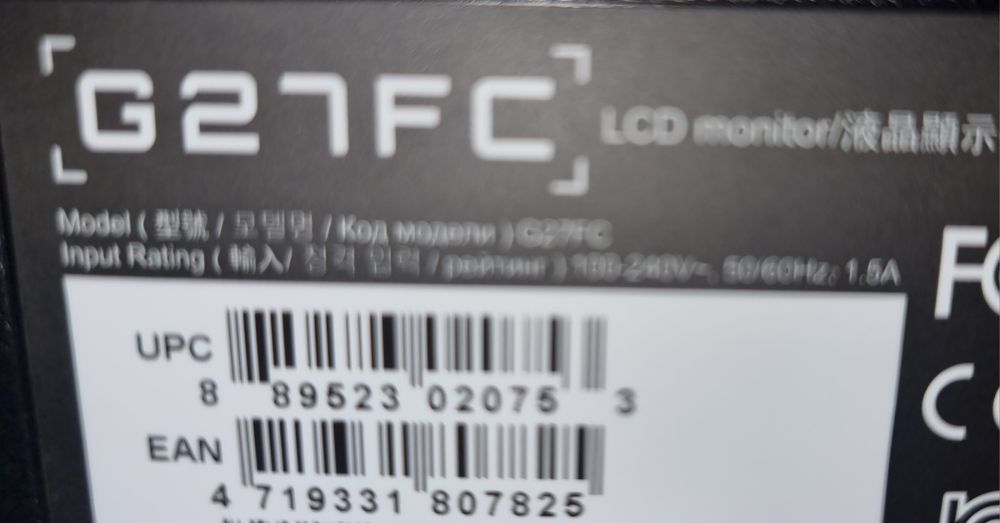 G27FC LCD monitor/液晶顯示
Model ( 型號 / 모델명 / Код модели ) G27FC
Input Rating ( 輸入/ 정격 입력 / рейтинг ) 100-240V~, 50/60Hz, 1.5A
UPC
8 89523 02075 3
EAN
4 719331 807825